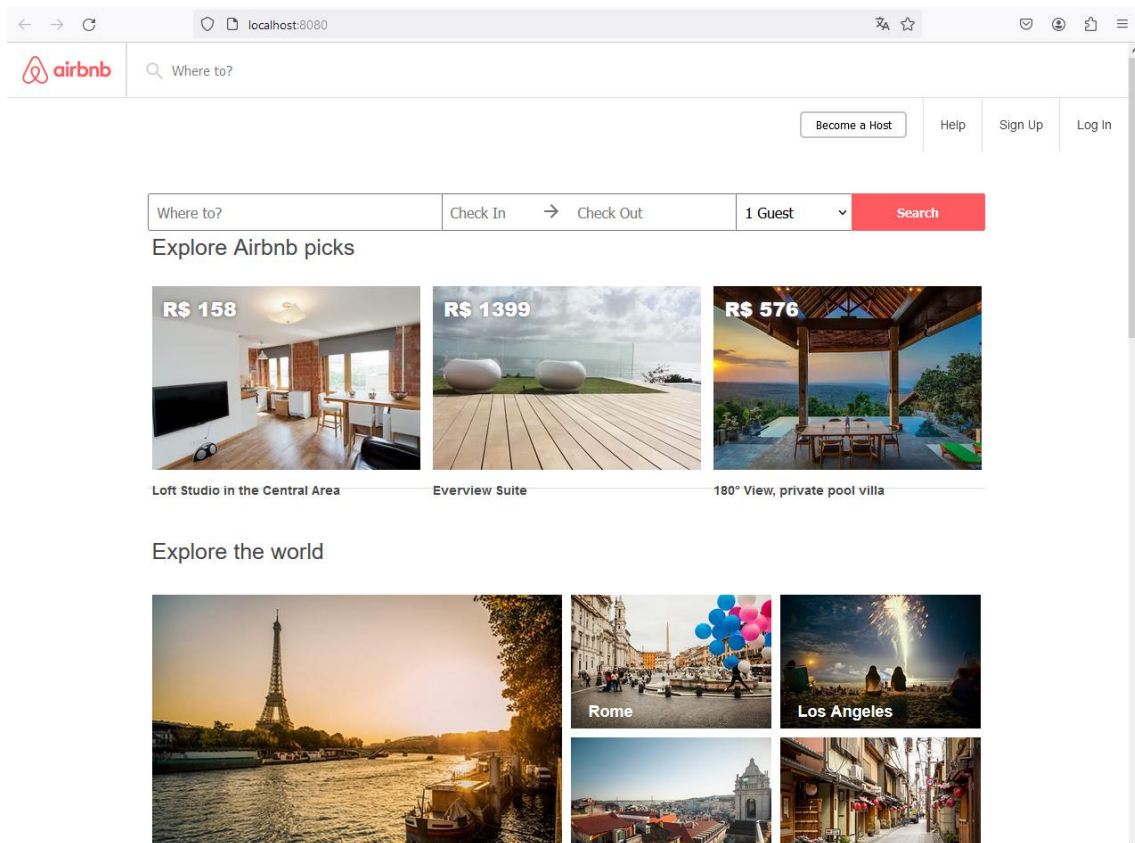 localhost:8080
airbnb
Where to?
Become a Host
Help
Sign Up
Log In
Where to?
Check In
Check Out
1 Guest
Search
Explore Airbnb picks
R$ 158
R$ 1399
R$ 576
Loft Studio in the Central Area
Everview Suite
180° View, private pool villa
Explore the world
Rome
Los Angeles